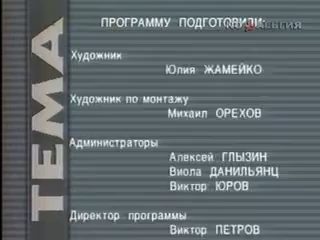 ПРОГРАММУ ПОДГОТОВИЛИ:
Художник
Юлия ЖАМЕЙКО
Художник по монтажу
Михаил ОРЕХОВ
Администраторы
Алексей ГЛЫЗИН
Виола ДАНИЛЬЯНЦ
Виктор ЮРОВ
Директор программы
Виктор ПЕТРОВ
ТЕМА